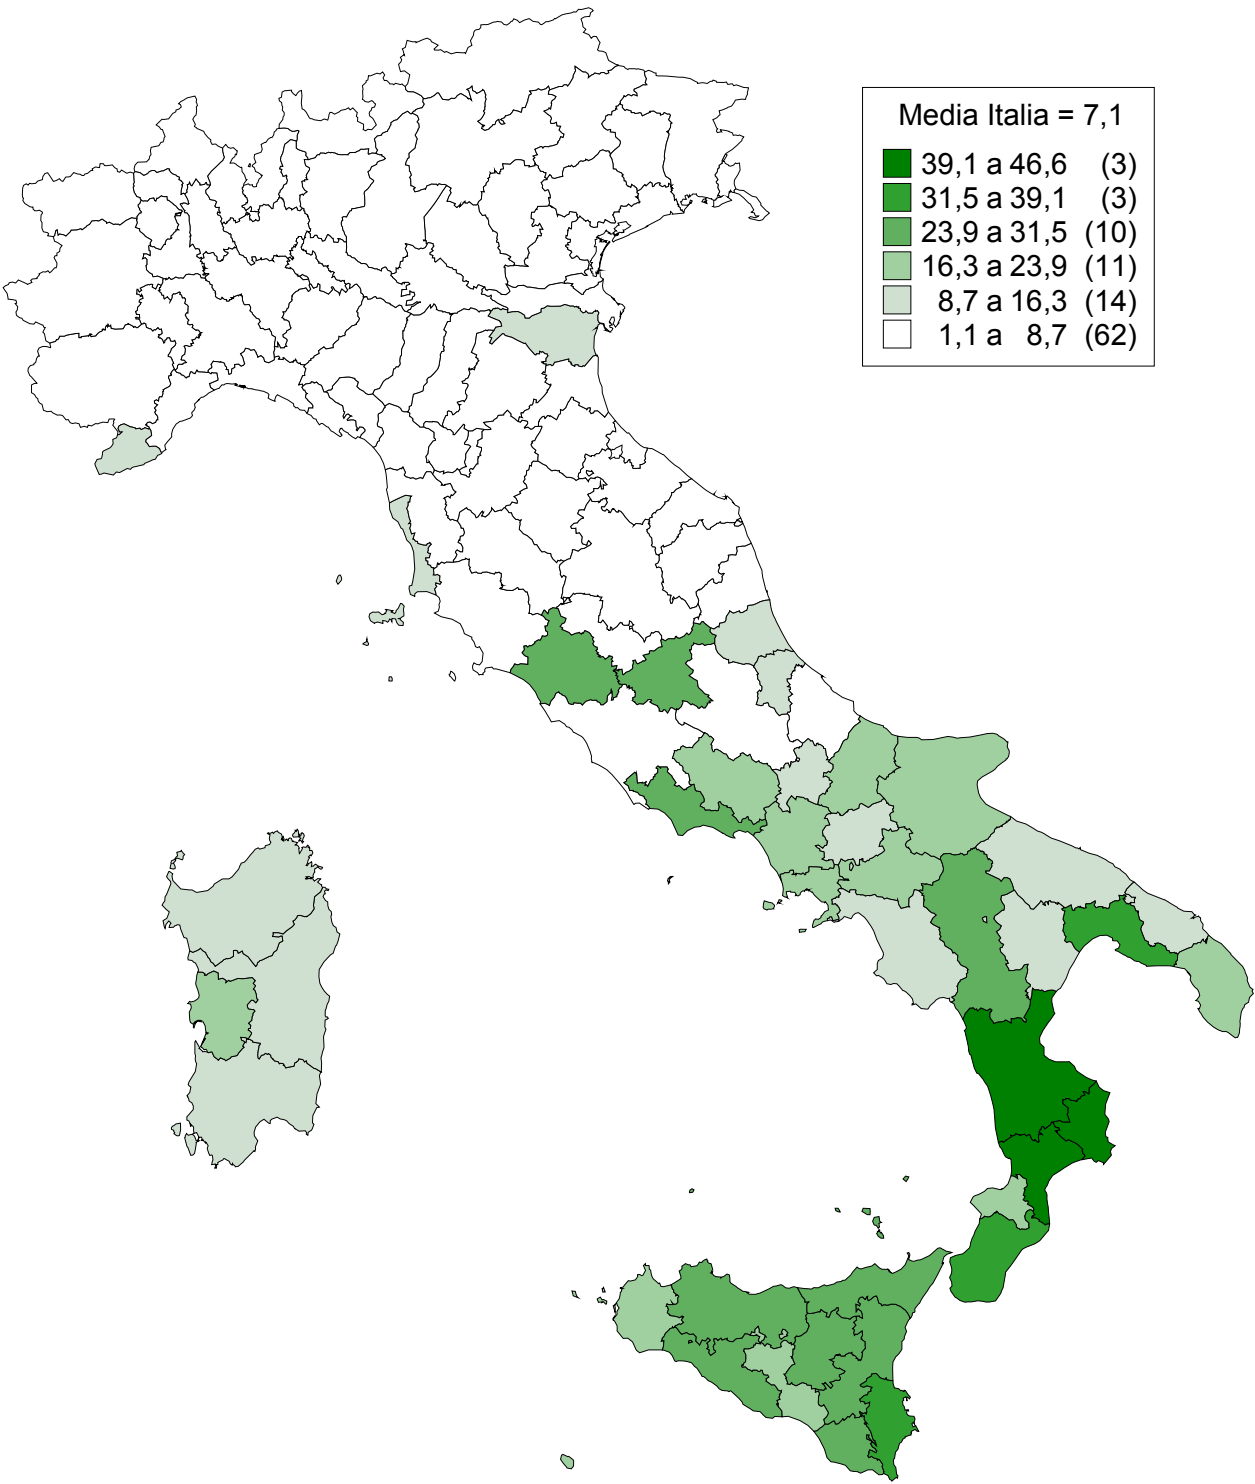 Media Italia = 7,1
39,1 a 46,6 (3)
31,5 a 39,1 (3)
23,9 a 31,5 (10)
16,3 a 23,9 (11)
8,7 a 16,3 (14)
1,1 a 8,7 (62)